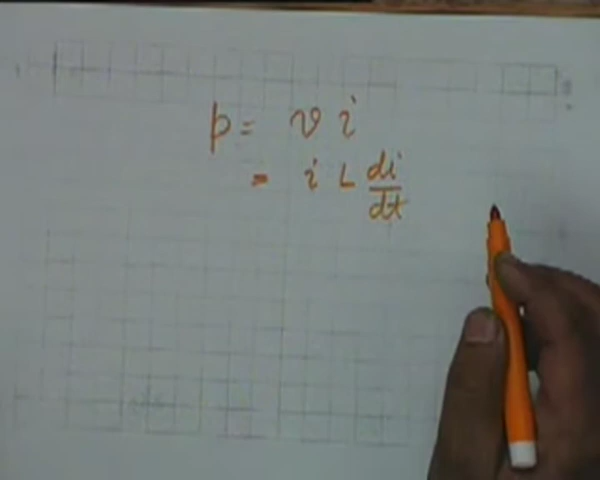 p = v i
= i L di/dt